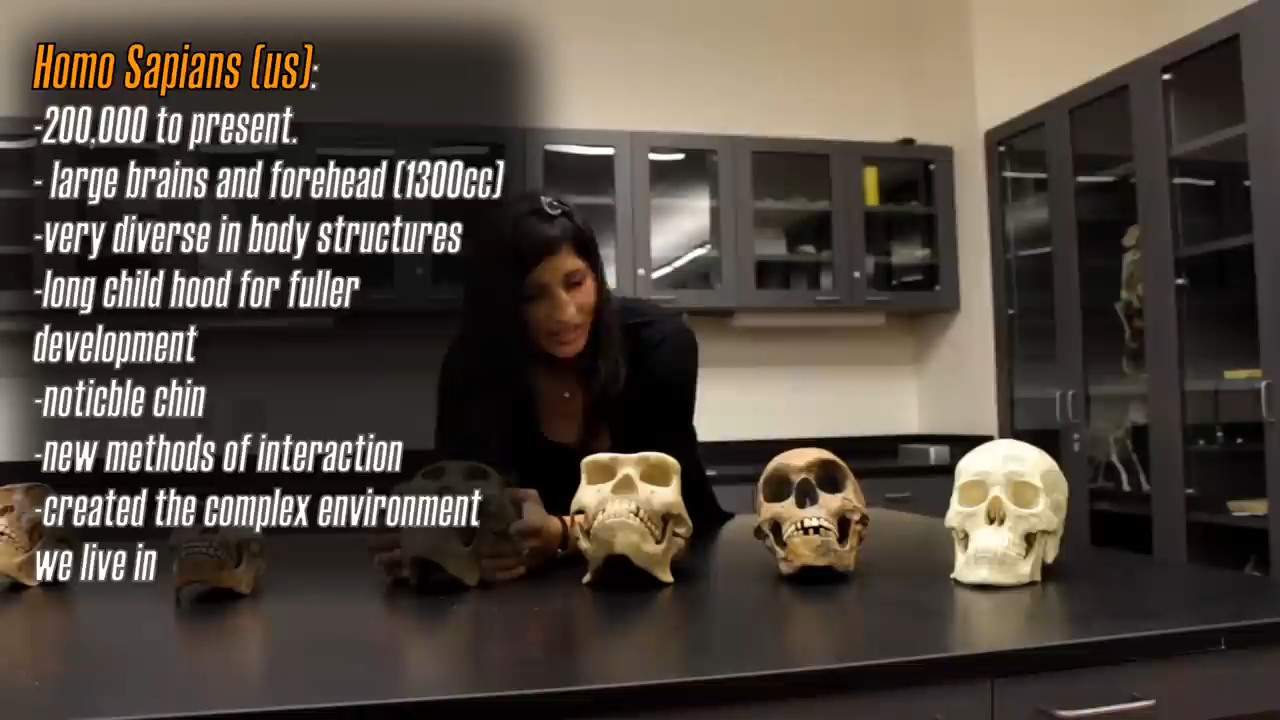 Homo Sapians (us):
-200,000 to present.
- large brains and forehead (1300cc)
-very diverse in body structures
-long child hood for fuller
development
-noticble chin
-new methods of interaction
-created the complex environment
we live in